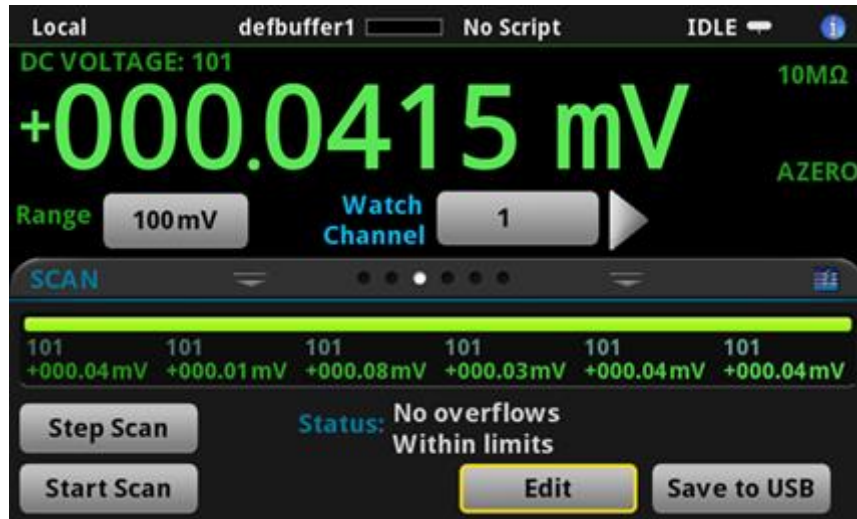 Local defbuffer1 No Script IDLE i
DC VOLTAGE: 101
10MΩ
+000.0415 mV
AZERO
Range 100mV Watch Channel 1
SCAN
101 101 101 101 101 101
+000.04mV +000.01mV +000.08mV +000.03mV +000.04mV +000.04mV
Step Scan Status: No overflows
Within limits
Start Scan Edit Save to USB